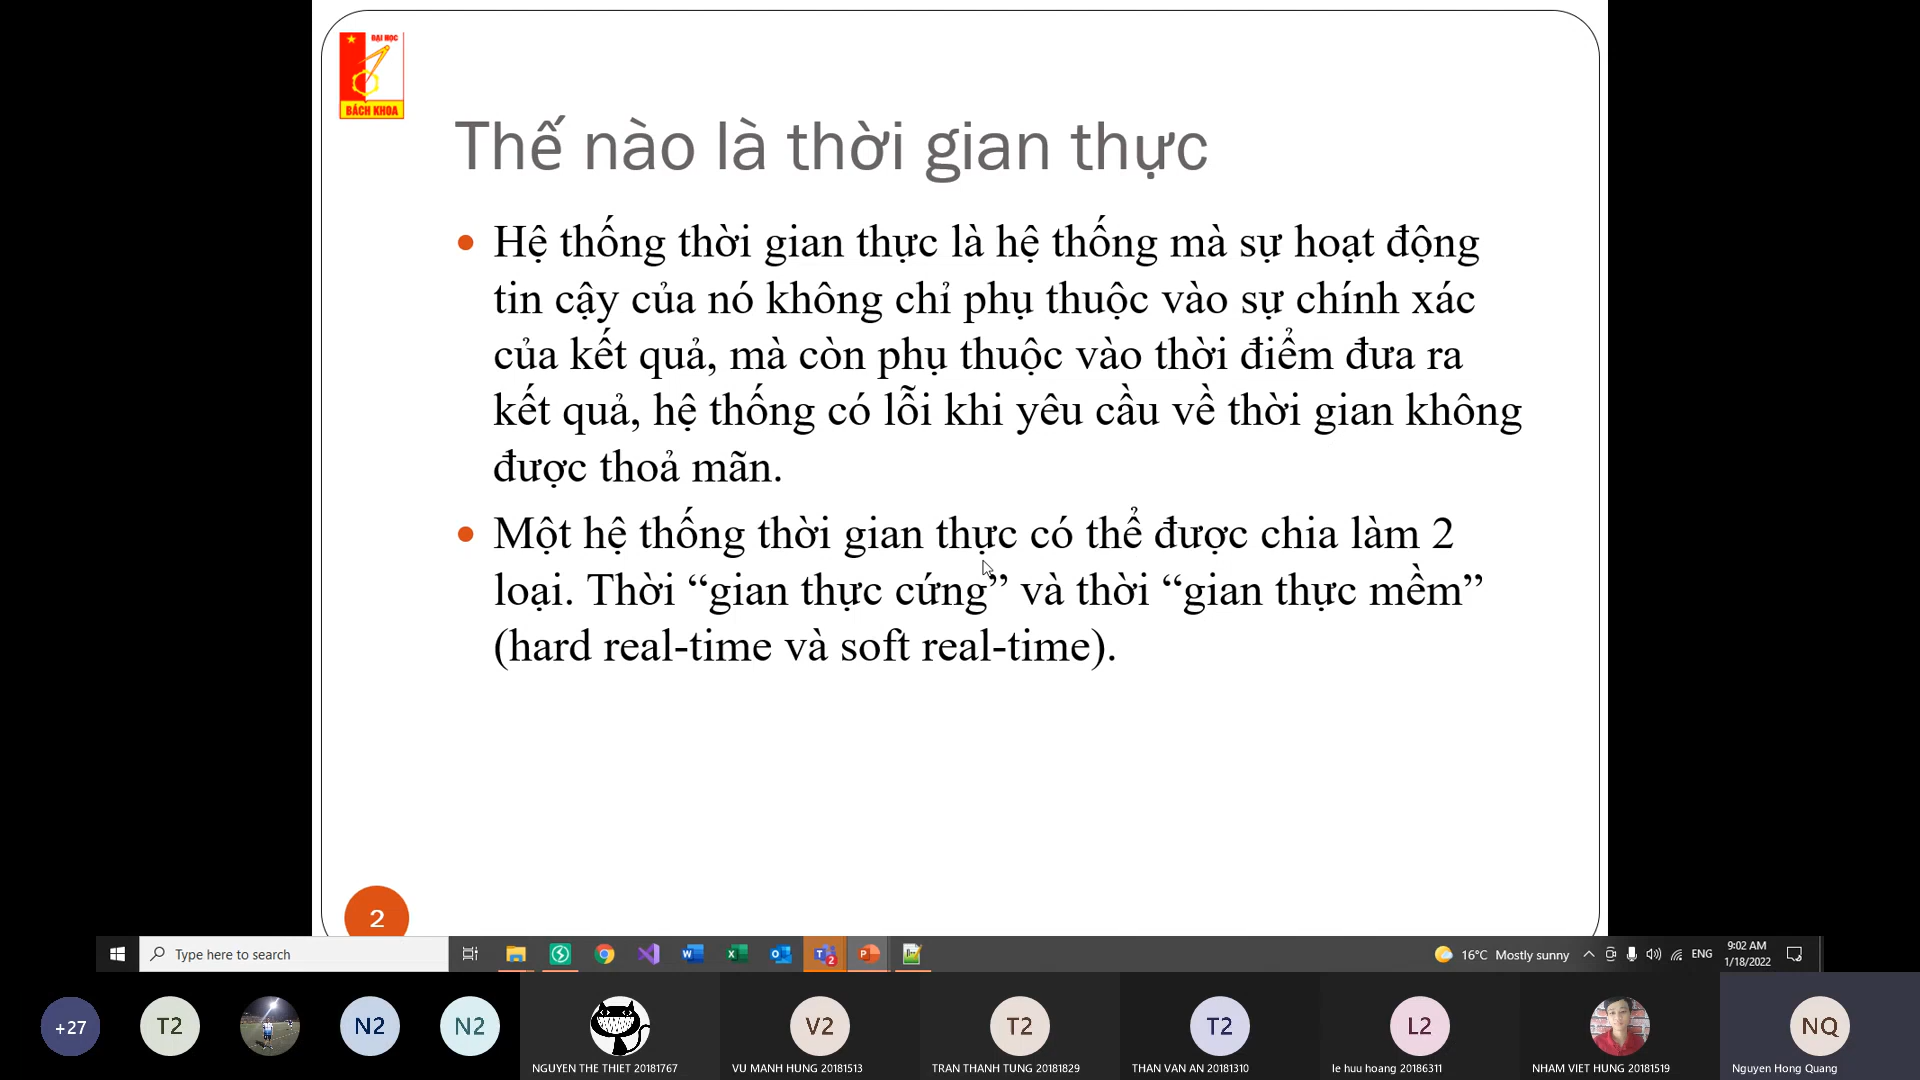 ĐẠI HỌC
BÁCH KHOA
Thế nào là thời gian thực
Hệ thống thời gian thực là hệ thống mà sự hoạt động
tin cậy của nó không chỉ phụ thuộc vào sự chính xác
của kết quả, mà còn phụ thuộc vào thời điểm đưa ra
kết quả, hệ thống có lỗi khi yêu cầu về thời gian không
được thoả mãn.
Một hệ thống thời gian thực có thể được chia làm 2
loại. Thời “gian thực cứng” và thời “gian thực mềm”
(hard real-time và soft real-time).
2
Type here to search
2
16°C Mostly sunny
ENG
9:02 AM
1/18/2022
+27
T2
N2
N2
V2
T2
T2
L2
NQ
NGUYEN THE THIET 20181767
VU MANH HUNG 20181513
TRAN THANH TUNG 20181829
THAN VAN AN 20181310
le huu hoang 20186311
NHAM VIET HUNG 20181519
Nguyen Hong Quang